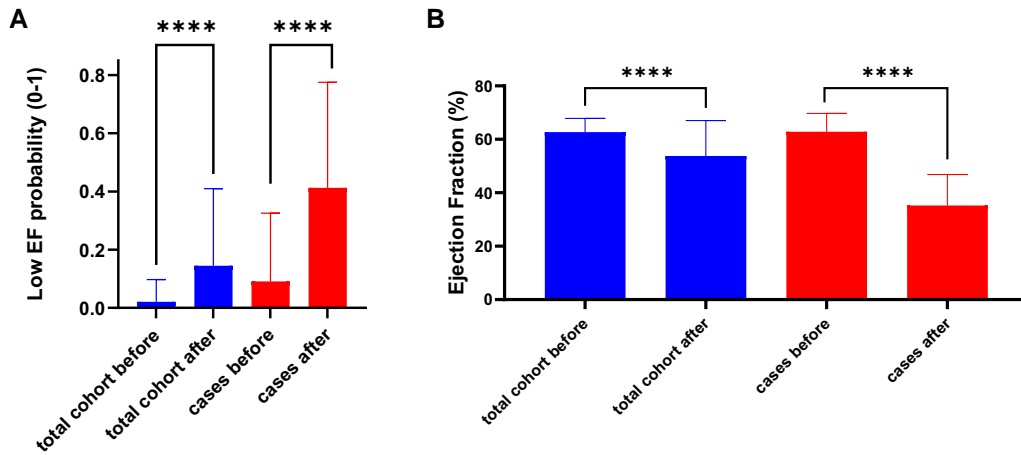 A
**** ****
Low EF probability (0-1)
0.8
0.6
0.4
0.2
0.0
total cohort before
total cohort after
cases before
cases after
B
**** ****
Ejection Fraction (%)
80
60
40
20
0
total cohort before
total cohort after
cases before
cases after